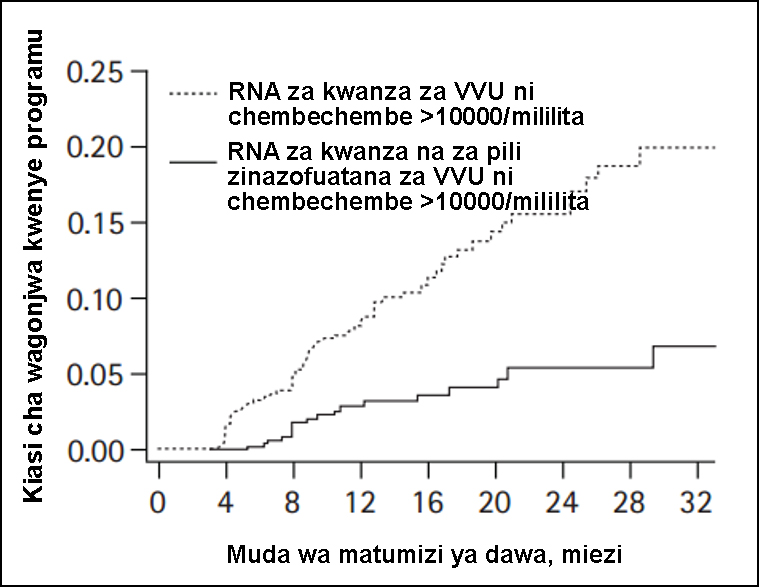 Kiasi cha wagonjwa kwenye programu
0.25
0.20
0.15
0.10
0.05
0.00
RNA za kwanza za VVU ni
chembechembe >10000/mililita
RNA za kwanza na za pili
zinazofuatana za VVU ni
chembechembe >10000/mililita
0 4 8 12 16 20 24 28 32
Muda wa matumizi ya dawa, miezi